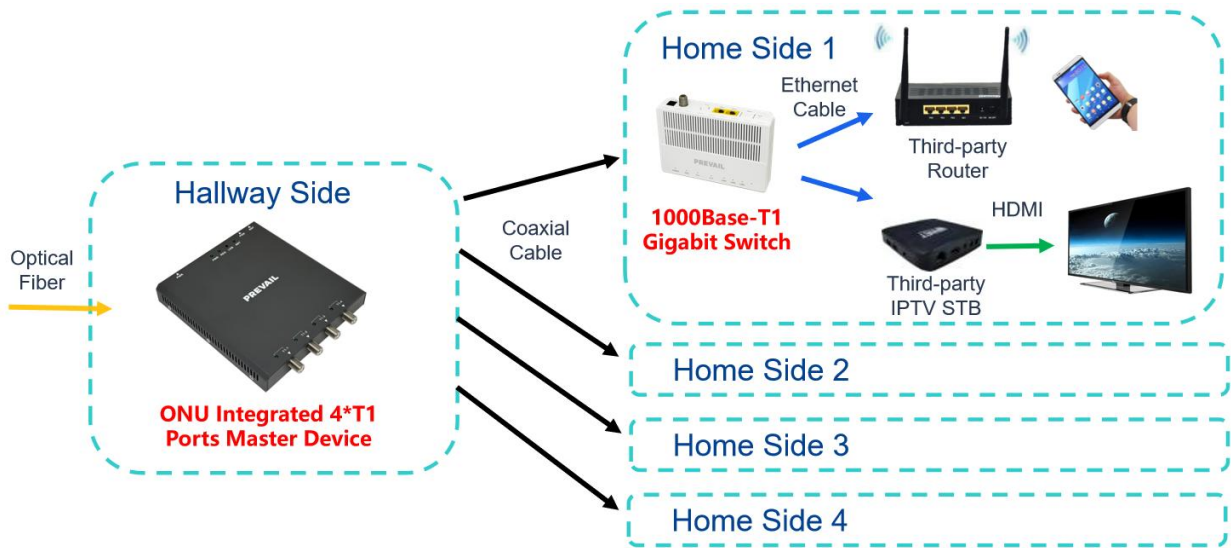 Optical
Fiber
Hallway Side
PREVAIL
ONU Integrated 4*T1
Ports Master Device
Coaxial
Cable
Home Side 1
PREVAIL
1000Base-T1
Gigabit Switch
Ethernet
Cable
Third-party
Router
Third-party
IPTV STB
HDMI
Home Side 2
Home Side 3
Home Side 4